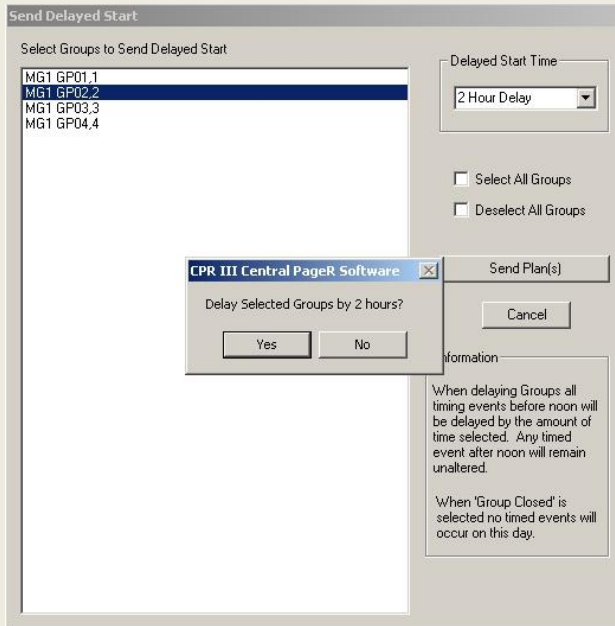 Send Delayed Start
Select Groups to Send Delayed Start
MG1 GP01,1
MG1 GP02,2
MG1 GP03,3
MG1 GP04,4
Delayed Start Time
2 Hour Delay
Select All Groups
Deselect All Groups
Send Plan(s)
Cancel
CPR III Central PageR Software
Delay Selected Groups by 2 hours?
Yes
No
nformation
When delaying Groups all
timing events before noon will
be delayed by the amount of
time selected. Any timed
event after noon will remain
unaltered.
When 'Group Closed' is
selected no timed events will
occur on this day.